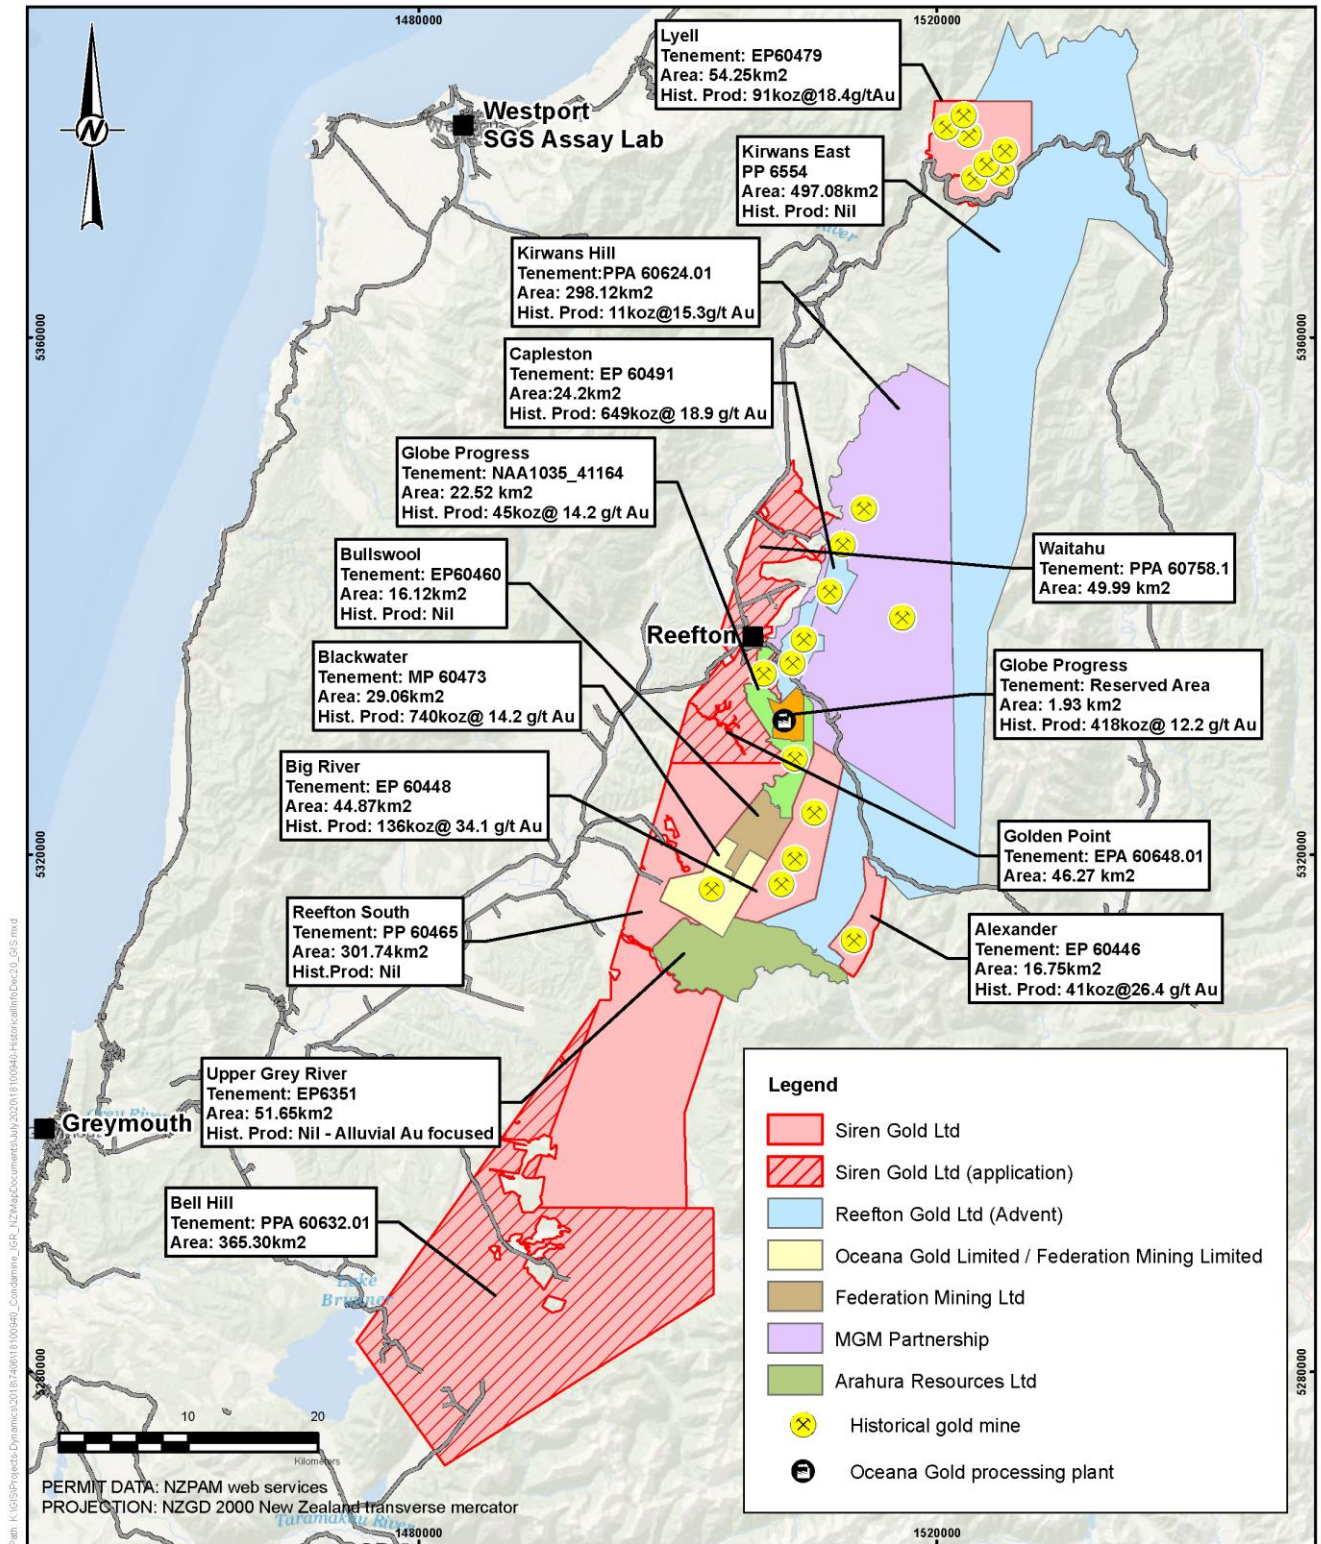 1480000
1520000
Lyell
Tenement: EP60479
Area: 54.25km2
Hist. Prod: 91koz@18.4g/tAu
N
Westport
SGS Assay Lab
Kirwans East
PP 6554
Area: 497.08km2
Hist. Prod: Nil
Kirwans Hill
Tenement:PPA 60624.01
Area: 298.12km2
Hist. Prod: 11koz@15.3g/t Au
5360000
5360000
Capleston
Tenement: EP 60491
Area:24.2km2
Hist. Prod: 649koz@ 18.9 g/t Au
Globe Progress
Tenement: NAA1035_41164
Area: 22.52 km2
Hist. Prod: 45koz@ 14.2 g/t Au
Waitahu
Tenement: PPA 60758.1
Area: 49.99 km2
Bullswool
Tenement: EP60460
Area: 16.12km2
Hist. Prod: Nil
Reefton
Blackwater
Tenement: MP 60473
Area: 29.06km2
Hist. Prod: 740koz@ 14.2 g/t Au
Globe Progress
Tenement: Reserved Area
Area: 1.93 km2
Hist. Prod: 418koz@ 12.2 g/t Au
Big River
Tenement: EP 60448
Area: 44.87km2
Hist. Prod: 136koz@ 34.1 g/t Au
Golden Point
Tenement: EPA 60648.01
Area: 46.27 km2
5320000
5320000
Reefton South
Tenement: PP 60465
Area: 301.74km2
Hist.Prod: Nil
Alexander
Tenement: EP 60446
Area: 16.75km2
Hist. Prod: 41koz@26.4 g/t Au
Upper Grey River
Tenement: EP6351
Area: 51.65km2
Hist. Prod: Nil - Alluvial Au focused
Greymouth
Bell Hill
Tenement: PPA 60632.01
Area: 365.30km2
Lake
Brunner
Legend
Siren Gold Ltd
Siren Gold Ltd (application)
Reefton Gold Ltd (Advent)
Oceana Gold Limited / Federation Mining Limited
Federation Mining Ltd
MGM Partnership
Arahura Resources Ltd
Historical gold mine
Oceana Gold processing plant
5280000
5280000
0 10 20
Kilometers
PERMIT DATA: NZPAM web services
PROJECTION: NZGD 2000 New Zealand transverse mercator
Taramakau River
1480000
1520000